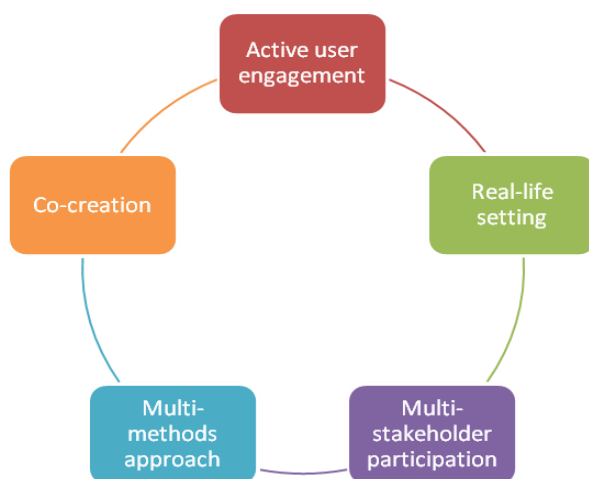 Active user
engagement
Real-life
setting
Multi-
stakeholder
participation
Multi-
methods
approach
Co-creation